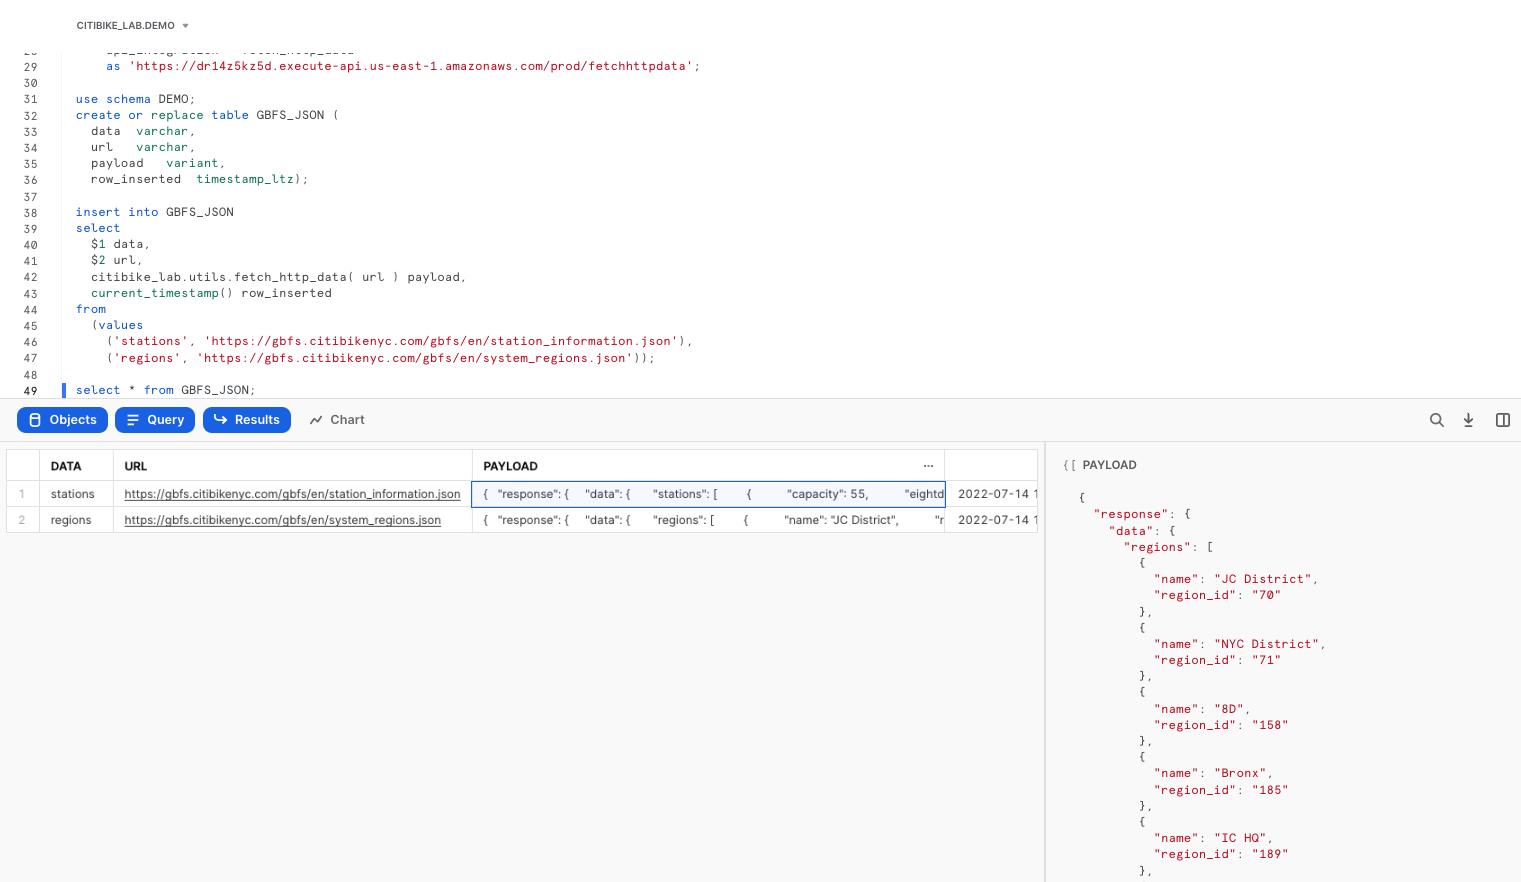 CITIBIKE_LAB.DEMO
28 api_integration = fetch_http_data
29 as 'https://dr14z5kz5d.execute-api.us-east-1.amazonaws.com/prod/fetchhttpdata';
30
31 use schema DEMO;
32 create or replace table GBFS_JSON (
33 data varchar,
34 url varchar,
35 payload variant,
36 row_inserted timestamp_ltz);
37
38 insert into GBFS_JSON
39 select
40 $1 data,
41 $2 url,
42 citibike_lab.utils.fetch_http_data( url ) payload,
43 current_timestamp() row_inserted
44 from
45 (values
46 ('stations', 'https://gbfs.citibikenyc.com/gbfs/en/station_information.json'),
47 ('regions', 'https://gbfs.citibikenyc.com/gbfs/en/system_regions.json'));
48
49 select * from GBFS_JSON;
Objects Query Results Chart
DATA URL PAYLOAD ...
1 stations https://gbfs.citibikenyc.com/gbfs/en/station_information.json { "response": { "data": { "stations": [ { "capacity": 55, "eightd 2022-07-14 1
2 regions https://gbfs.citibikenyc.com/gbfs/en/system_regions.json { "response": { "data": { "regions": [ { "name": "JC District", "r 2022-07-14 1
{[ PAYLOAD
{
"response": {
"data": {
"regions": [
{
"name": "JC District",
"region_id": "70"
},
{
"name": "NYC District",
"region_id": "71"
},
{
"name": "8D",
"region_id": "158"
},
{
"name": "Bronx",
"region_id": "185"
},
{
"name": "IC HQ",
"region_id": "189"
},